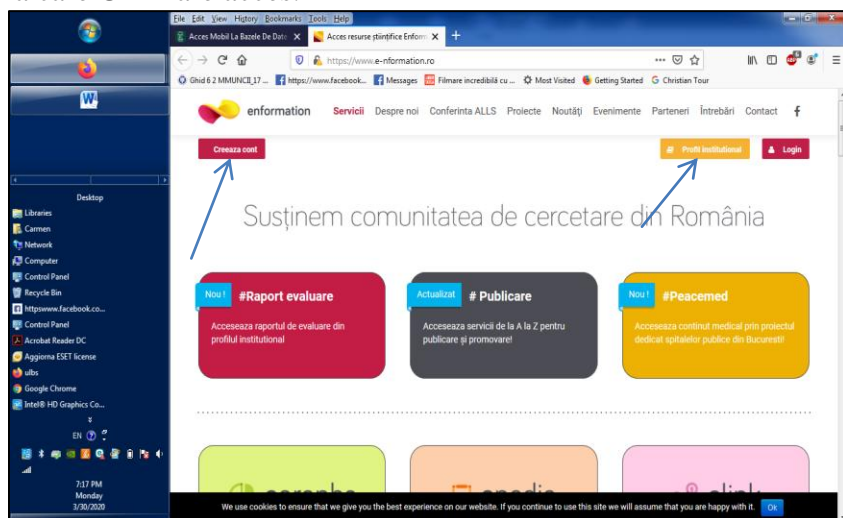 File Edit View History Bookmarks Tools Help
Acces Mobil La Bazele De Date
Acces resurse științifice Enform
https://www.e-nformation.ro
Ghid 6 2 MMUNCII_17 ... https://www.facebook... Messages Filmare incredibilă cu ... Most Visited Getting Started Christian Tour
enformation Servicii Despre noi Conferinta ALLS Proiecte Noutăți Evenimente Parteneri Întrebări Contact
Creeaza cont Profil institutional Login
Susținem comunitatea de cercetare din România
Nou ! #Raport evaluare
Acceseaza raportul de evaluare din
profilul institutional!
Actualizat # Publicare
Acceseaza servicii de la A la Z pentru
publicare și promovare!
Nou ! #Peacemed
Acceseaza continut medical prin proiectul
dedicat spitalelor publice din Bucuresti!
We use cookies to ensure that we give you the best experience on our website. If you continue to use this site we will assume that you are happy with it. Ok
Desktop
Libraries
Carmen
Network
Computer
Control Panel
Recycle Bin
httpswww.facebook.co...
Control Panel
Acrobat Reader DC
Aggiorna ESET license
ulbs
Google Chrome
Intel® HD Graphics Co...
EN
7:17 PM
Monday
3/30/2020